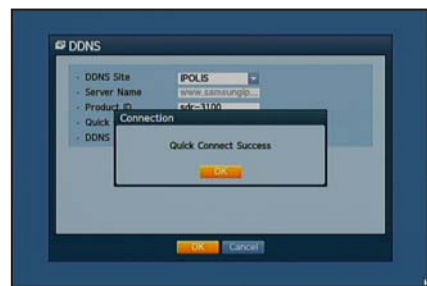 DDNS
DDNS Site IPOLIS
Server Name www.samsungip...
Product ID sdr-3100
Quick
DDNS
Connection
Quick Connect Success
OK
OK Cancel